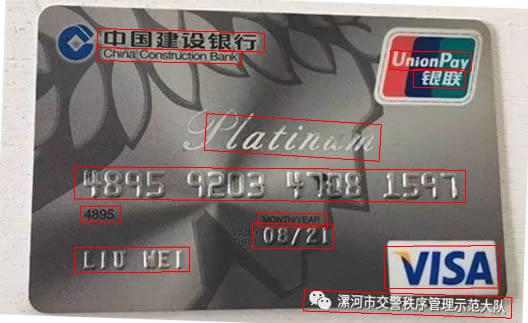 中国建设银行
China Construction Bank
UnionPay
银联
Platinum
4895 9203 1597
4895
MONTH/YEAR
08/21
LIU WEI
VISA
漯河市交警秩序管理示范大队